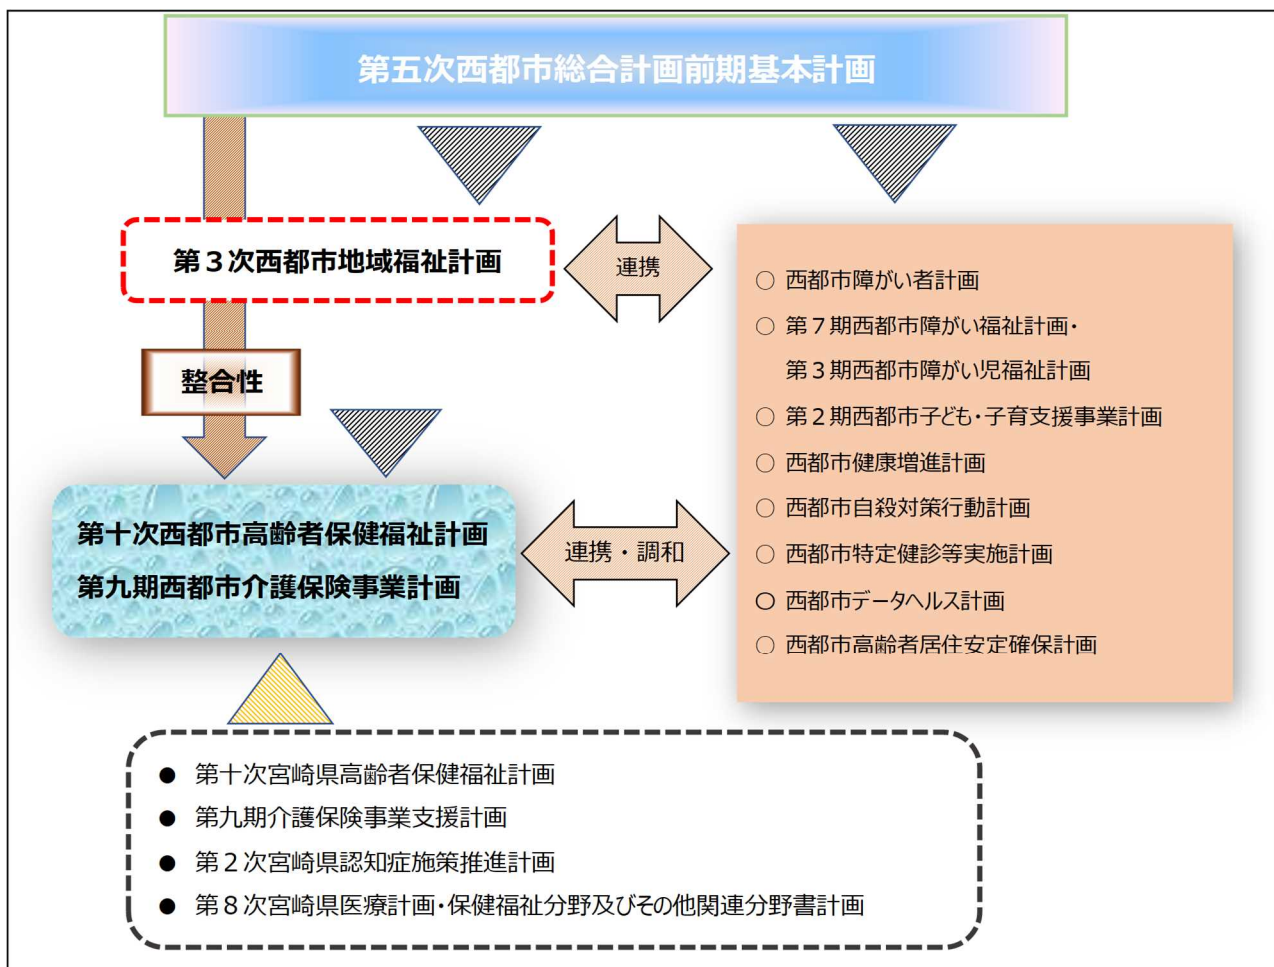 第五次西都市総合計画前期基本計画
第３次西都市地域福祉計画
連携
整合性
○ 西都市障がい者計画
○ 第７期西都市障がい福祉計画・
第３期西都市障がい児福祉計画
○ 第２期西都市子ども・子育支援事業計画
○ 西都市健康増進計画
○ 西都市自殺対策行動計画
○ 西都市特定健診等実施計画
○ 西都市データヘルス計画
○ 西都市高齢者居住安定確保計画
第十次西都市高齢者保健福祉計画
第九期西都市介護保険事業計画
連携・調和
● 第十次宮崎県高齢者保健福祉計画
● 第九期介護保険事業支援計画
● 第２次宮崎県認知症施策推進計画
● 第８次宮崎県医療計画・保健福祉分野及びその他関連分野書計画